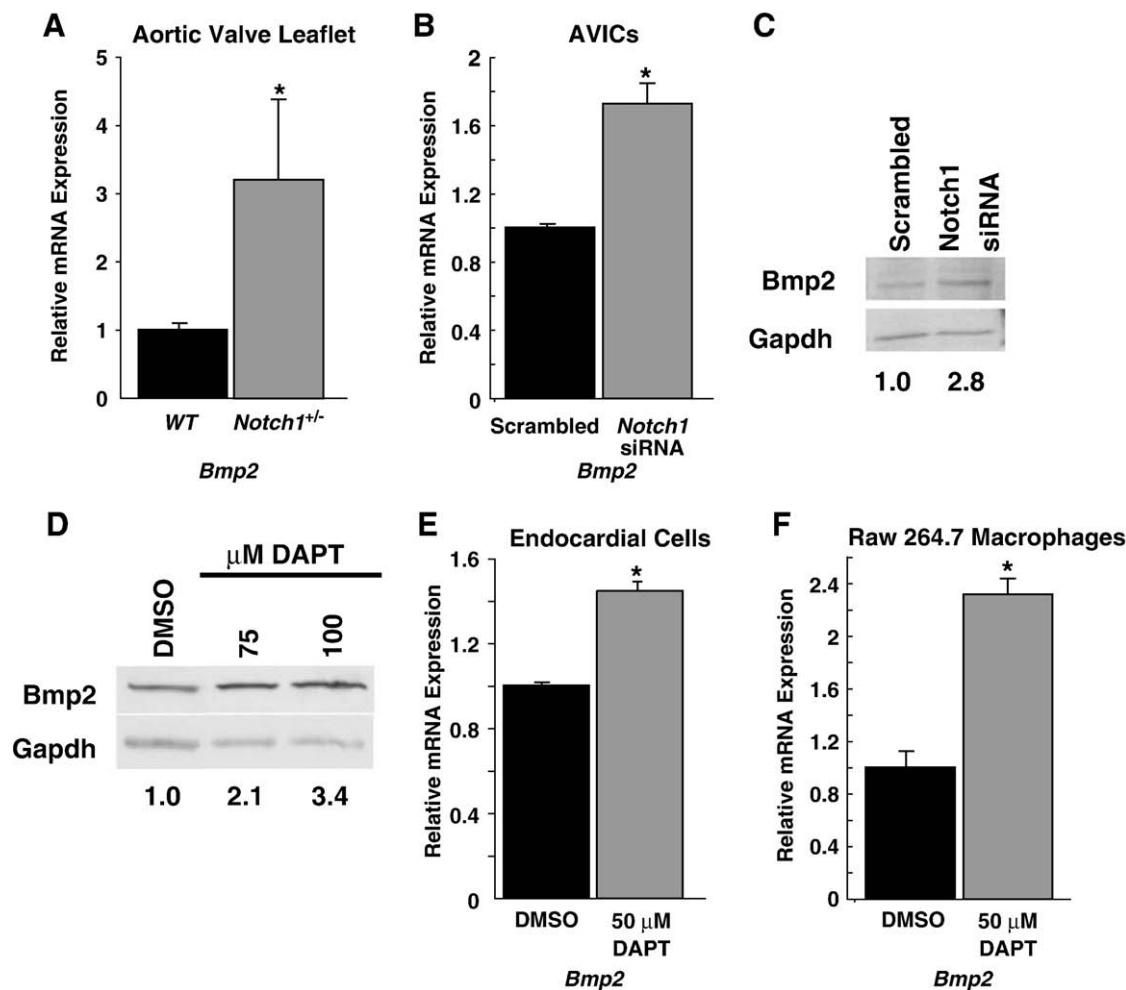 A
Aortic Valve Leaflet
Relative mRNA Expression
5
4
3
2
1
0
*
WT
Notch1+/-
Bmp2
B
AVICs
Relative mRNA Expression
2
1.6
1.2
0.8
0.4
0
*
Scrambled
Notch1
siRNA
Bmp2
C
Scrambled
Notch1
siRNA
Bmp2
Gapdh
1.0 2.8
D
μM DAPT
DMSO
75
100
Bmp2
Gapdh
1.0 2.1 3.4
E
Endocardial Cells
Relative mRNA Expression
1.6
1.2
1.0
0.4
0
*
DMSO
50 μM
DAPT
Bmp2
F
Raw 264.7 Macrophages
Relative mRNA Expression
2.4
2
1.6
1.2
0.8
0.4
0
*
DMSO
50 μM
DAPT
Bmp2